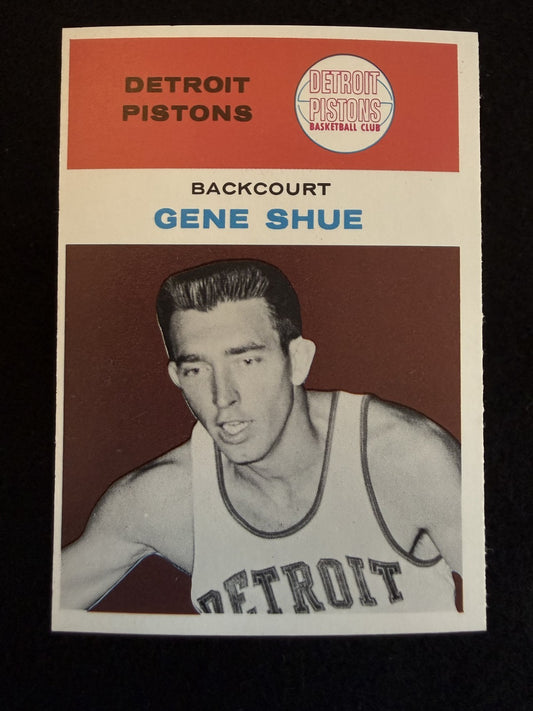 DETROIT
PISTONS
DETROIT
PISTONS
BASKETBALL CLUB
BACKCOURT
GENE SHUE
DETROIT